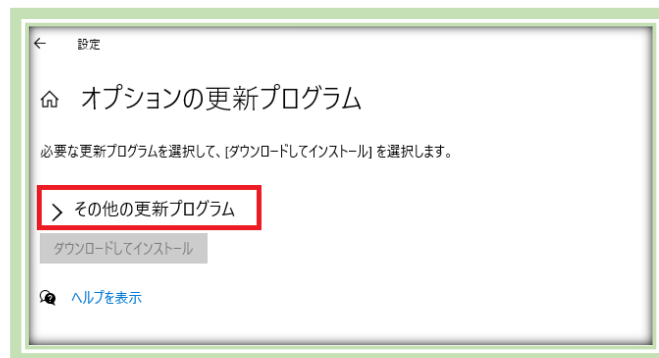 設定
オプションの更新プログラム
必要な更新プログラムを選択して、[ダウンロードしてインストール] を選択します。
その他の更新プログラム
ダウンロードしてインストール
ヘルプを表示